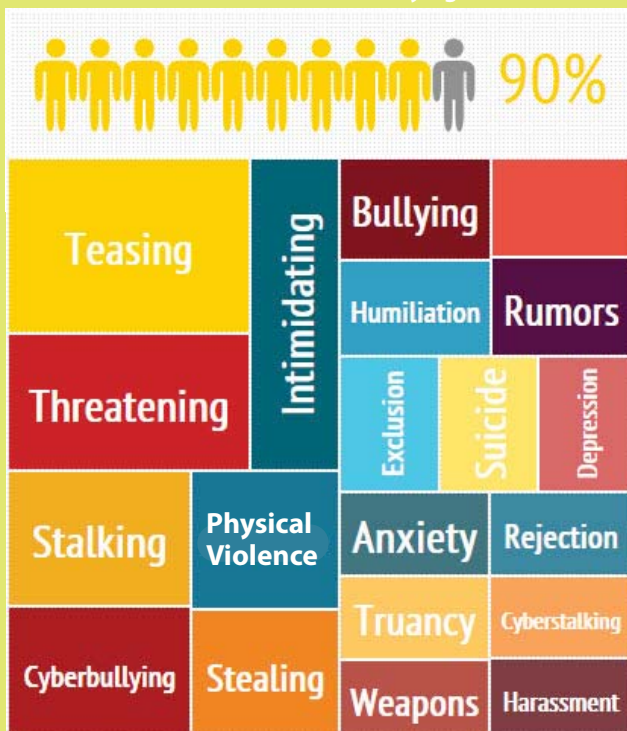 90%
Teasing
Intimidating
Bullying
Humiliation
Rumors
Threatening
Exclusion
Suicide
Depression
Stalking
Physical
Violence
Anxiety
Rejection
Truancy
Cyberstalking
Cyberbullying
Stealing
Weapons
Harassment